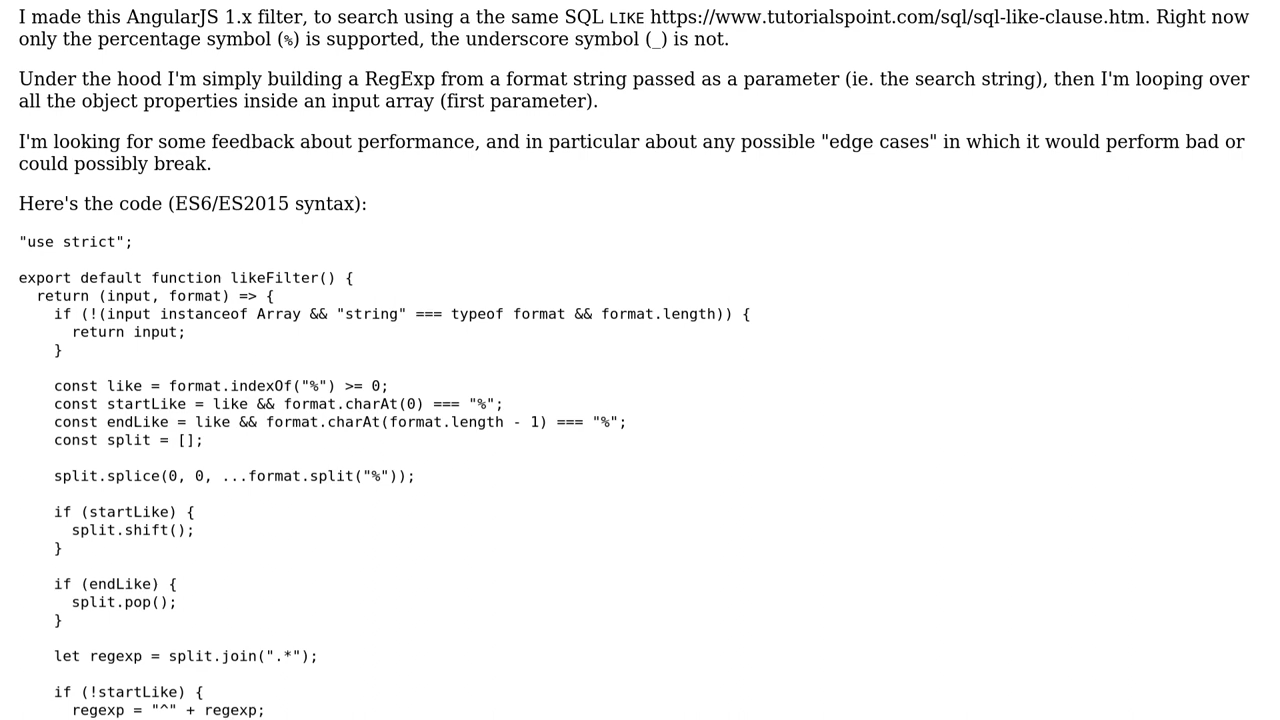 I made this AngularJS 1.x filter, to search using a the same SQL LIKE https://www.tutorialspoint.com/sql/sql-like-clause.htm. Right now
only the percentage symbol (%) is supported, the underscore symbol (_) is not.
Under the hood I'm simply building a RegExp from a format string passed as a parameter (ie. the search string), then I'm looping over
all the object properties inside an input array (first parameter).
I'm looking for some feedback about performance, and in particular about any possible "edge cases" in which it would perform bad or
could possibly break.
Here's the code (ES6/ES2015 syntax):
"use strict";
export default function likeFilter() {
  return (input, format) => {
    if (!(input instanceof Array && "string" === typeof format && format.length)) {
      return input;
    }
    const like = format.indexOf("%") >= 0;
    const startLike = like && format.charAt(0) === "%";
    const endLike = like && format.charAt(format.length - 1) === "%";
    const split = [];
    split.splice(0, 0, ...format.split("%"));
    if (startLike) {
      split.shift();
    }
    if (endLike) {
      split.pop();
    }
    let regexp = split.join(".*");
    if (!startLike) {
      regexp = "^" + regexp;